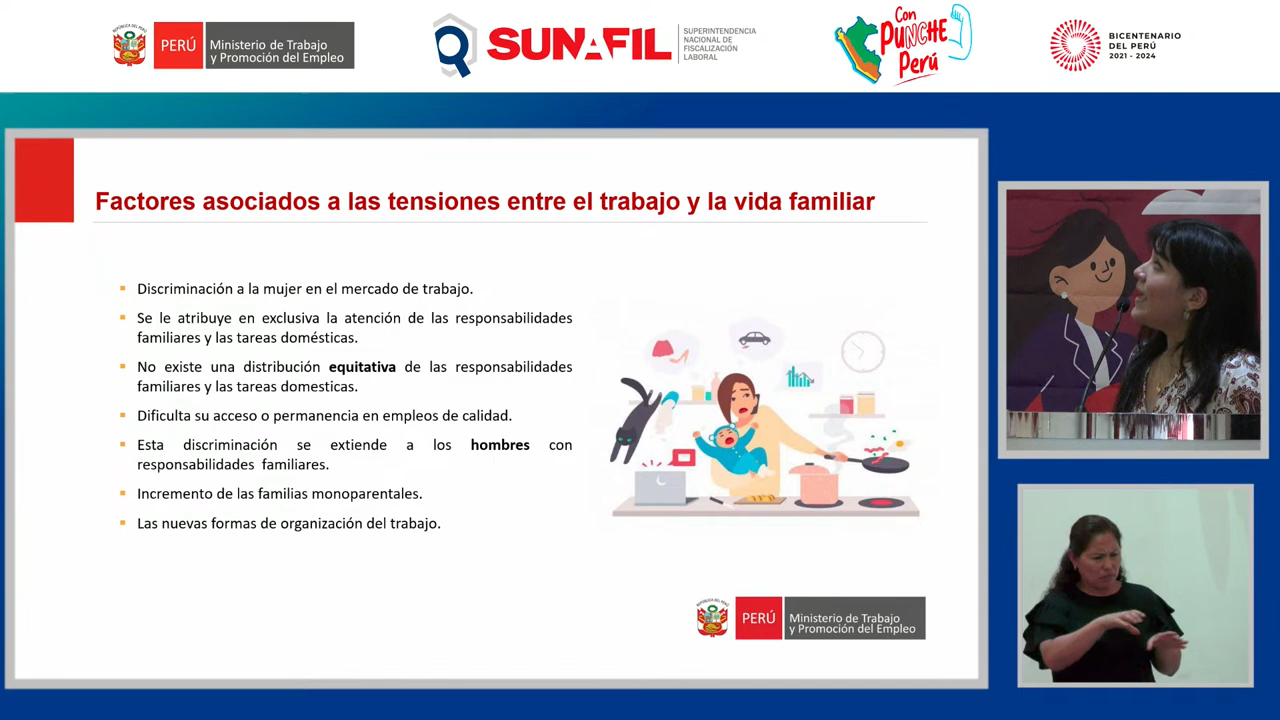 PERÚ
Ministerio de Trabajo
y Promoción del Empleo
SUNAFIL
SUPERINTENDENCIA
NACIONAL DE
FISCALIZACIÓN
LABORAL
Con
PUNCHE
Perú
BICENTENARIO
DEL PERÚ
2021 - 2024
Factores asociados a las tensiones entre el trabajo y la vida familiar
Discriminación a la mujer en el mercado de trabajo.
Se le atribuye en exclusiva la atención de las responsabilidades
familiares y las tareas domésticas.
No existe una distribución equitativa de las responsabilidades
familiares y las tareas domesticas.
Dificulta su acceso o permanencia en empleos de calidad.
Esta discriminación se extiende a los hombres con
responsabilidades familiares.
Incremento de las familias monoparentales.
Las nuevas formas de organización del trabajo.
PERÚ
Ministerio de Trabajo
y Promoción del Empleo